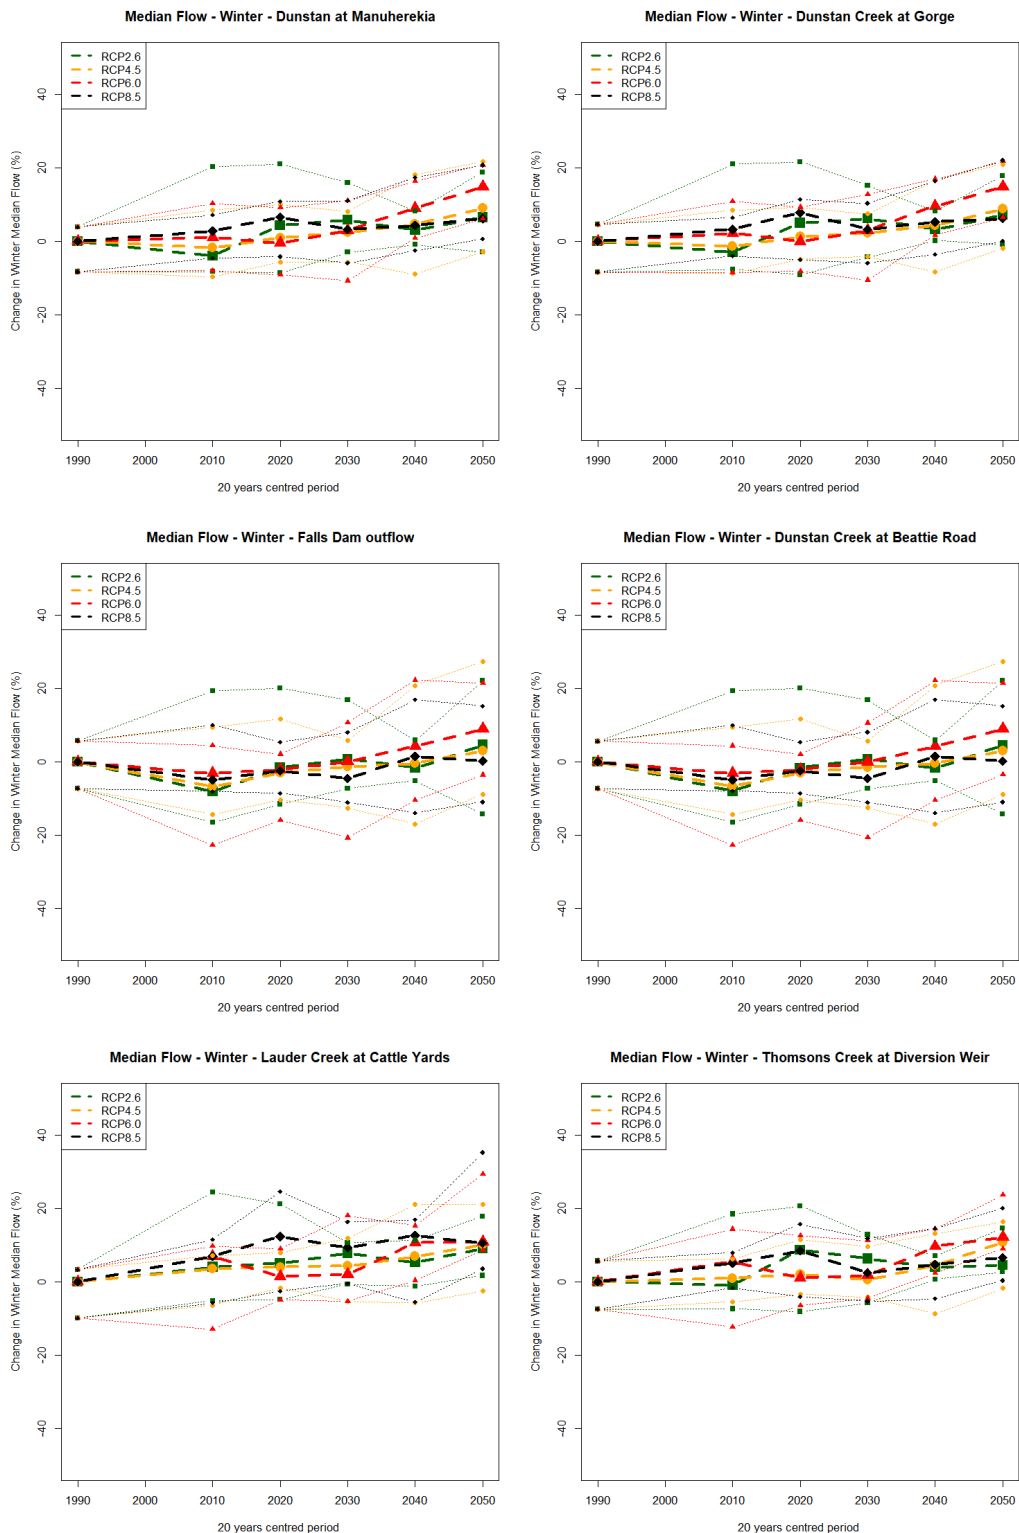 Median Flow - Winter - Dunstan at Manuherekia
RCP2.6
RCP4.5
RCP6.0
RCP8.5
Change in Winter Median Flow (%)
40
20
0
-20
-40
1990 2000 2010 2020 2030 2040 2050
20 years centred period
Median Flow - Winter - Dunstan Creek at Gorge
RCP2.6
RCP4.5
RCP6.0
RCP8.5
Change in Winter Median Flow (%)
40
20
0
-20
-40
1990 2000 2010 2020 2030 2040 2050
20 years centred period
Median Flow - Winter - Falls Dam outflow
RCP2.6
RCP4.5
RCP6.0
RCP8.5
Change in Winter Median Flow (%)
40
20
0
-20
-40
1990 2000 2010 2020 2030 2040 2050
20 years centred period
Median Flow - Winter - Dunstan Creek at Beattie Road
RCP2.6
RCP4.5
RCP6.0
RCP8.5
Change in Winter Median Flow (%)
40
20
0
-20
-40
1990 2000 2010 2020 2030 2040 2050
20 years centred period
Median Flow - Winter - Lauder Creek at Cattle Yards
RCP2.6
RCP4.5
RCP6.0
RCP8.5
Change in Winter Median Flow (%)
40
20
0
-20
-40
1990 2000 2010 2020 2030 2040 2050
20 years centred period
Median Flow - Winter - Thomsons Creek at Diversion Weir
RCP2.6
RCP4.5
RCP6.0
RCP8.5
Change in Winter Median Flow (%)
40
20
0
-20
-40
1990 2000 2010 2020 2030 2040 2050
20 years centred period